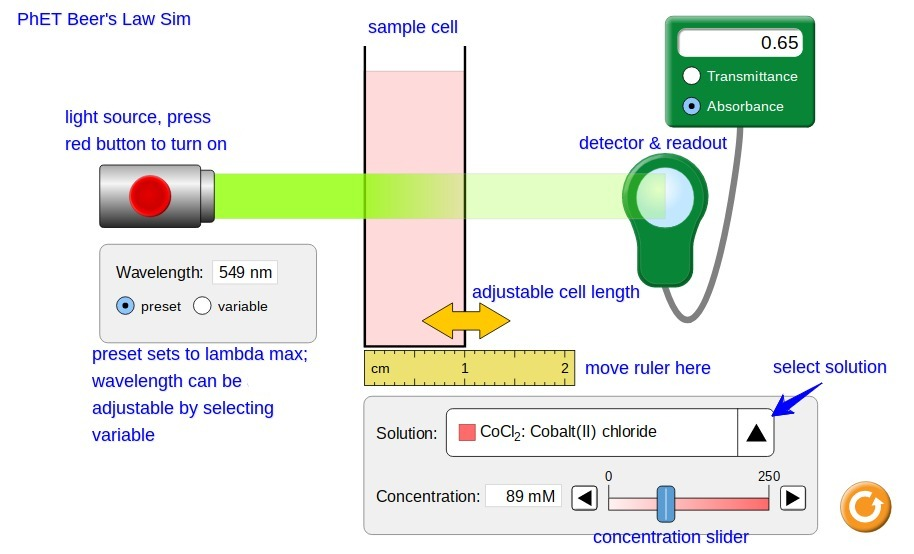 PhET Beer's Law Sim
sample cell
0.65
Transmittance
Absorbance
light source, press
red button to turn on
detector & readout
Wavelength: 549 nm
preset variable
adjustable cell length
preset sets to lambda max;
wavelength can be
adjustable by selecting
variable
cm 1 2
move ruler here
select solution
Solution: CoCl₂: Cobalt(II) chloride
0 250
Concentration: 89 mM
concentration slider